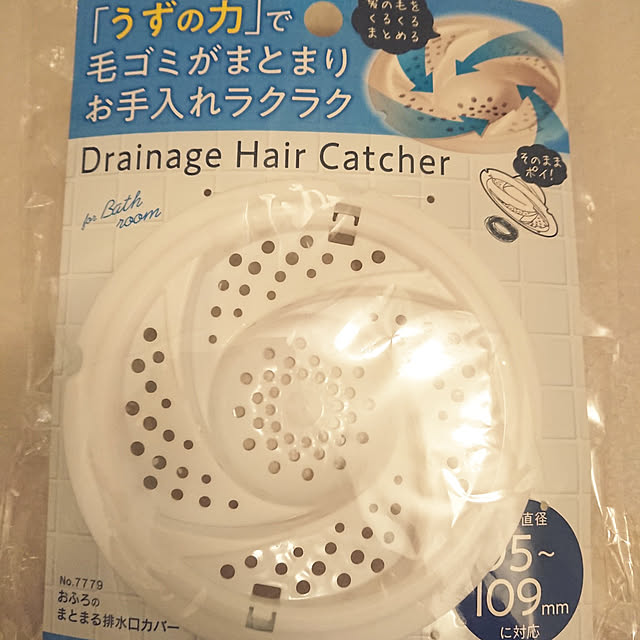 「うずの力」で
毛ゴミがまとまり
お手入れラクラク
髪の毛を
くるくる
まとめる
Drainage Hair Catcher
そのまま
ポイ!
for Bath
room
直径
95~
109mm
に対応
No.7779
おふろの
まとまる排水口カバー